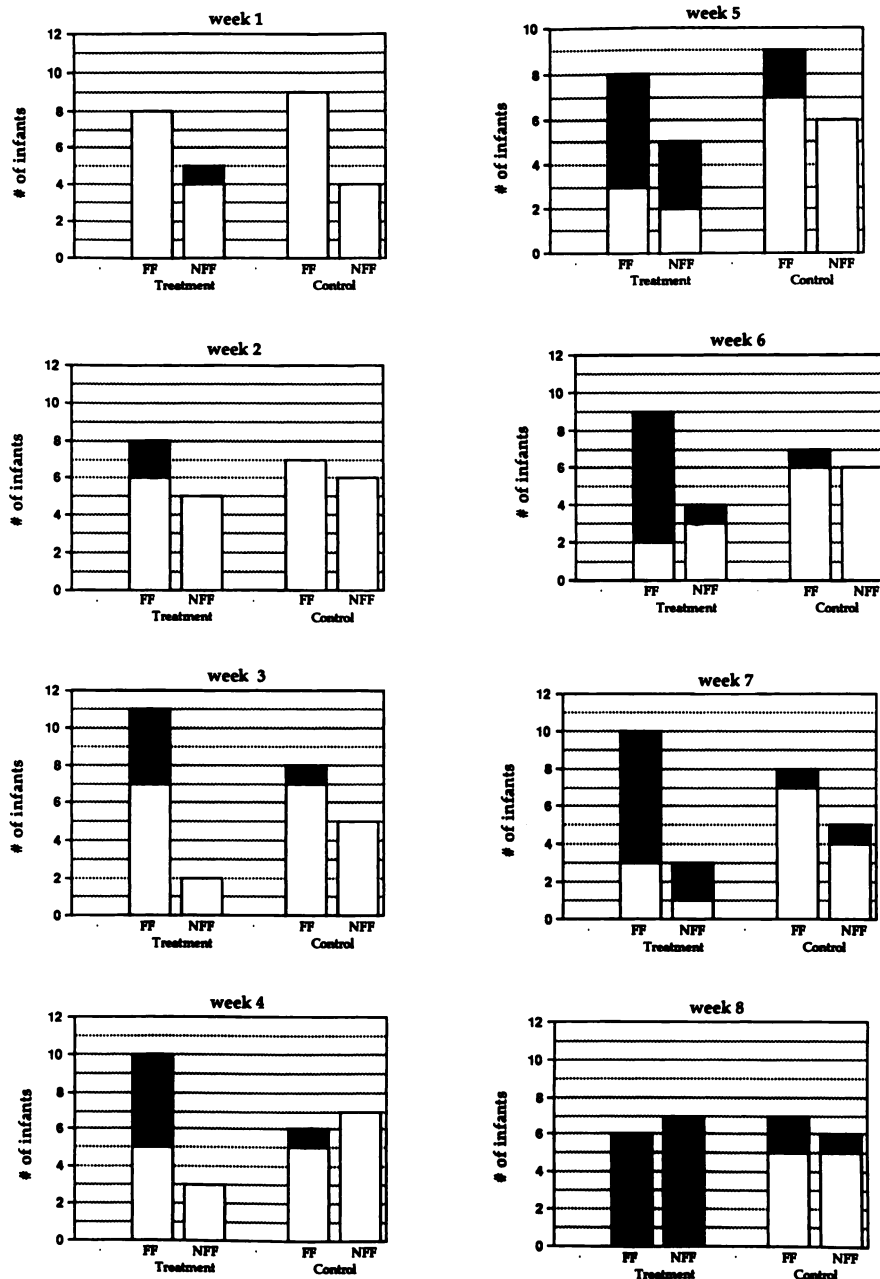 week 1
12
10
8
6
4
2
0
# of infants
FF NFF FF NFF
Treatment Control
week 2
12
10
8
6
4
2
0
# of infants
FF NFF FF NFF
Treatment Control
week 3
12
10
8
6
4
2
0
# of infants
FF NFF FF NFF
Treatment Control
week 4
12
10
8
6
4
2
0
# of infants
FF NFF FF NFF
Treatment Control
week 5
10
8
6
4
2
0
# of infants
FF NFF FF NFF
Treatment Control
week 6
12
10
8
6
4
2
0
# of infants
FF NFF FF NFF
Treatment Control
week 7
12
10
8
6
4
2
0
# of infants
FF NFF FF NFF
Treatment Control
week 8
12
10
8
6
4
2
0
# of infants
FF NFF FF NFF
Treatment Control